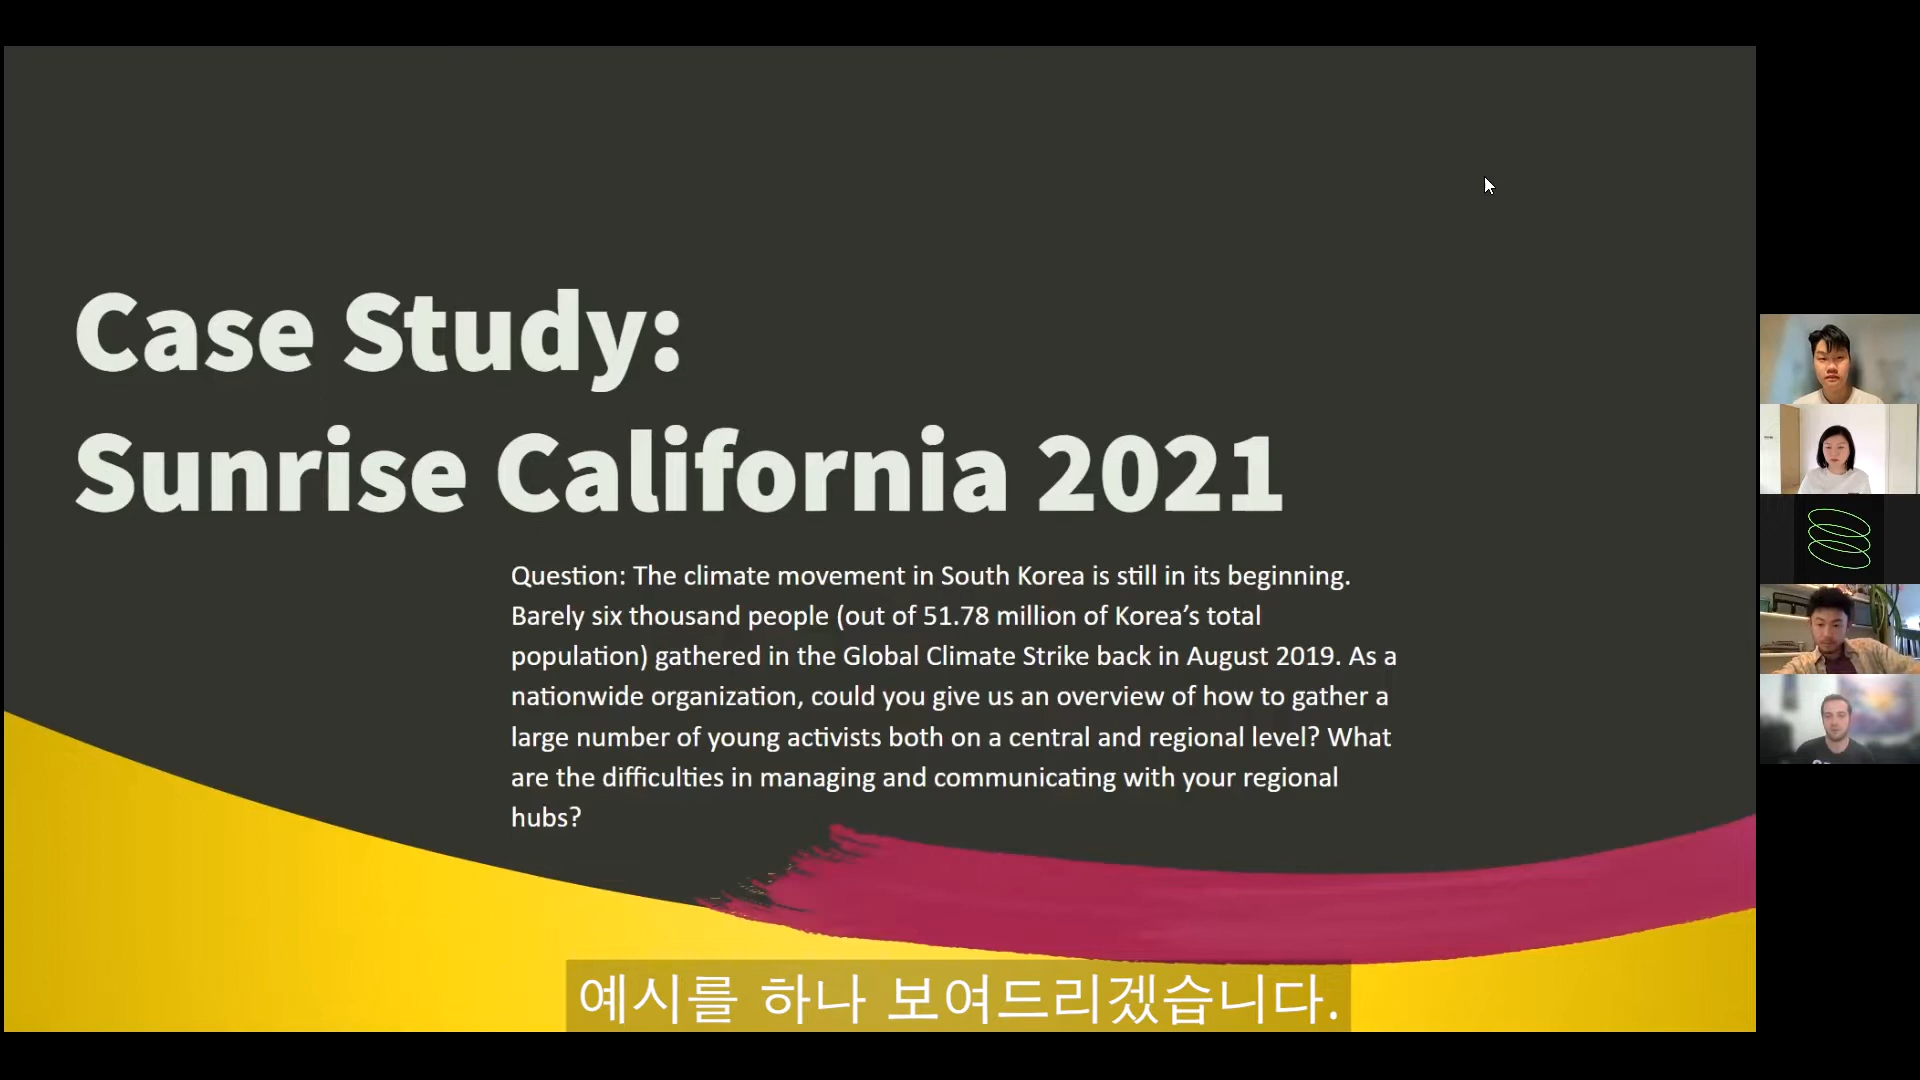 Case Study:
Sunrise California 2021
Question: The climate movement in South Korea is still in its beginning.
Barely six thousand people (out of 51.78 million of Korea’s total
population) gathered in the Global Climate Strike back in August 2019. As a
nationwide organization, could you give us an overview of how to gather a
large number of young activists both on a central and regional level? What
are the difficulties in managing and communicating with your regional
hubs?
예시를 하나 보여드리겠습니다.